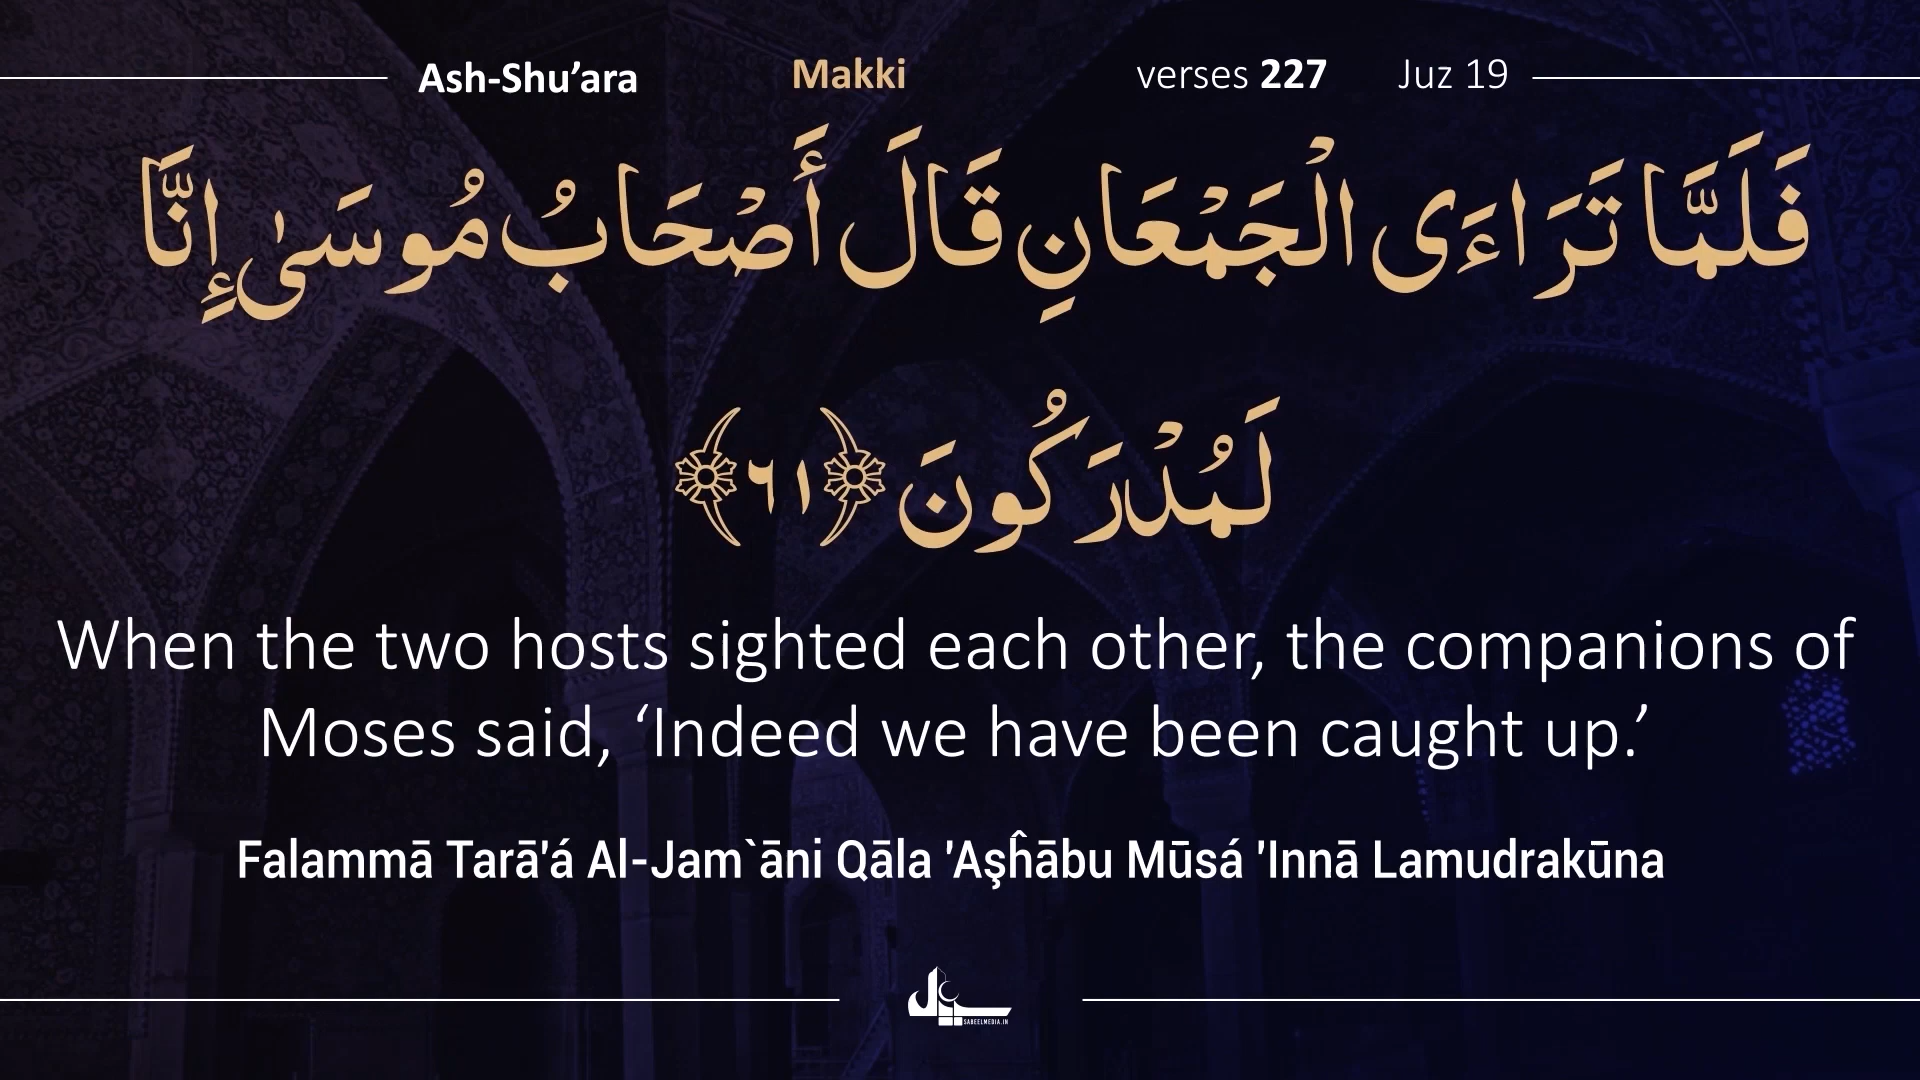 Ash-Shu’ara Makki verses 227 Juz 19
فَلَمَّا تَرَاءَى الْجَمْعَانِ قَالَ أَصْحَابُ مُوسَىٰ إِنَّا
لَمُدْرَكُونَ ﴿٦١﴾
When the two hosts sighted each other, the companions of
Moses said, ‘Indeed we have been caught up.’
Falammā Tarā'á Al-Jam`āni Qāla 'Aşĥābu Mūsá 'Innā Lamudrakūna
SABEELMEDIA.IN